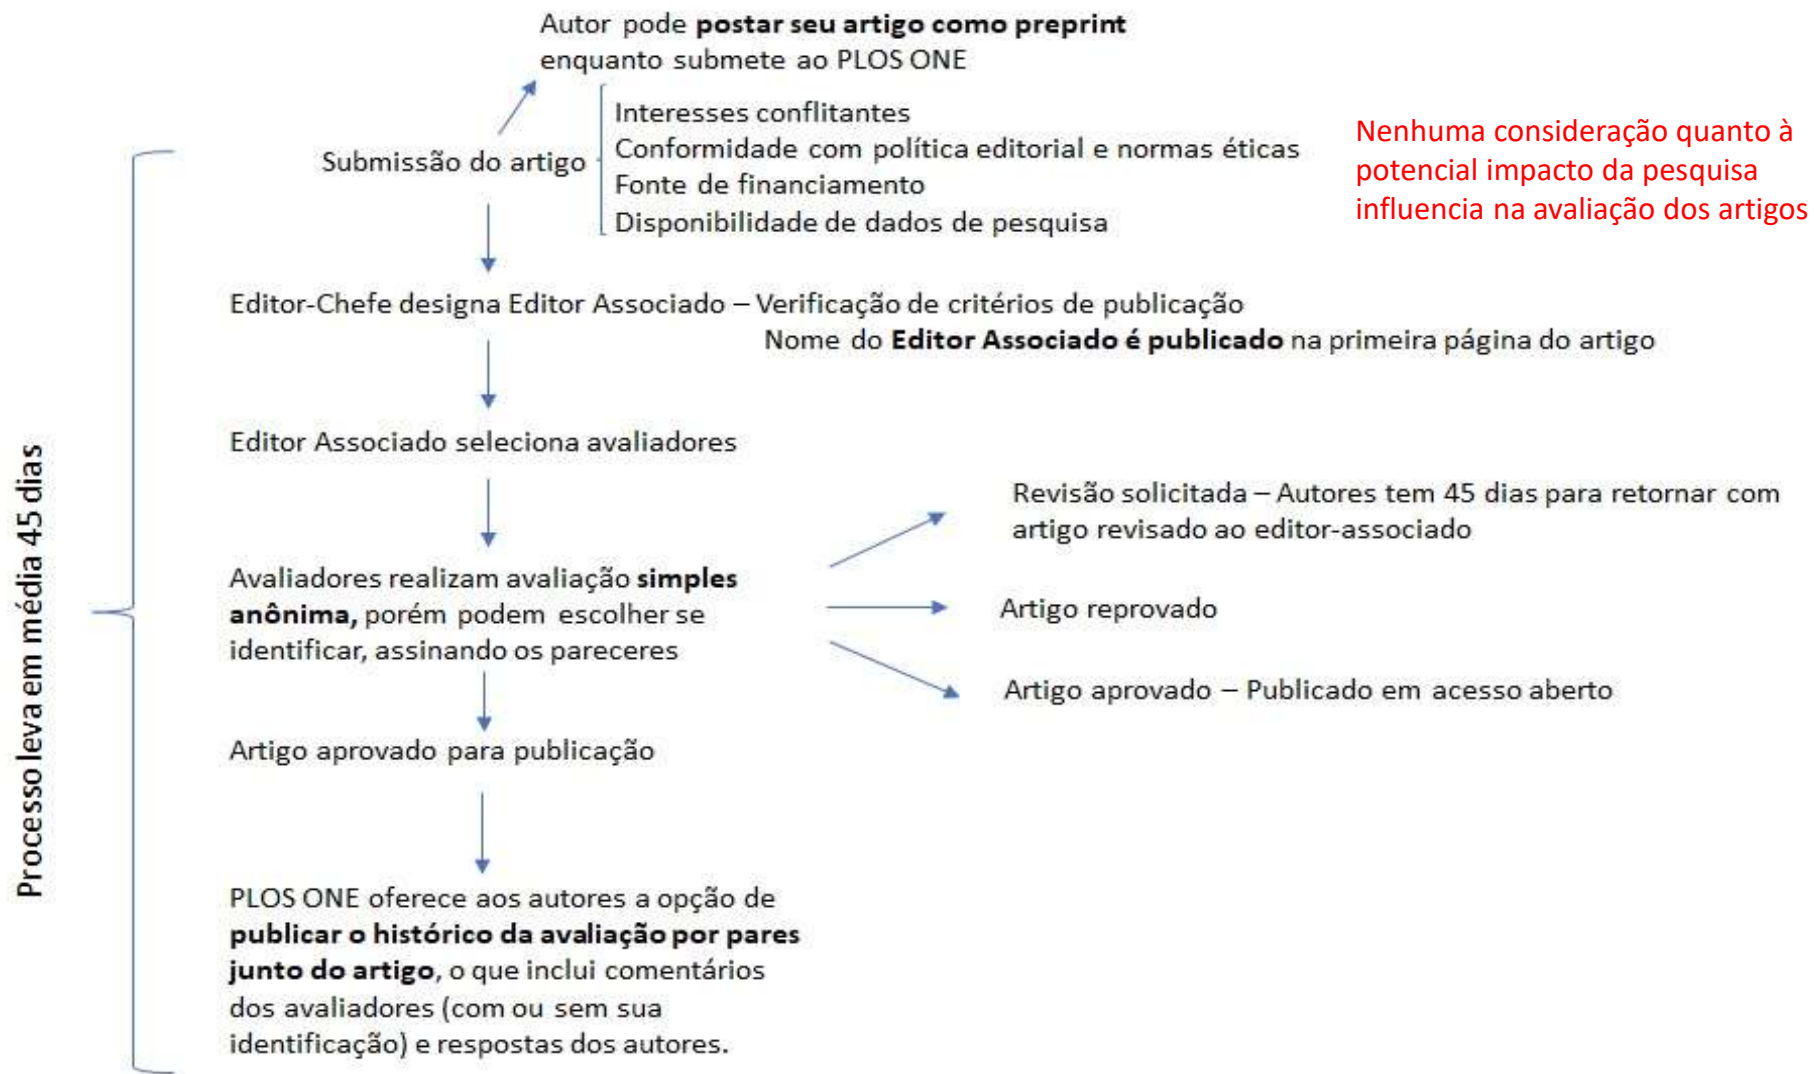 Autor pode postar seu artigo como preprint
enquanto submete ao PLOS ONE
Submissão do artigo
Interesses conflitantes
Conformidade com política editorial e normas éticas
Fonte de financiamento
Disponibilidade de dados de pesquisa
Nenhuma consideração quanto à
potencial impacto da pesquisa
influencia na avaliação dos artigos
Editor-Chefe designa Editor Associado – Verificação de critérios de publicação
Nome do Editor Associado é publicado na primeira página do artigo
Editor Associado seleciona avaliadores
Avaliadores realizam avaliação simples
anônima, porém podem escolher se
identificar, assinando os pareceres
Revisão solicitada – Autores tem 45 dias para retornar com
artigo revisado ao editor-associado
Artigo reprovado
Artigo aprovado – Publicado em acesso aberto
Artigo aprovado para publicação
PLOS ONE oferece aos autores a opção de
publicar o histórico da avaliação por pares
junto do artigo, o que inclui comentários
dos avaliadores (com ou sem sua
identificação) e respostas dos autores.
Processo leva em média 45 dias